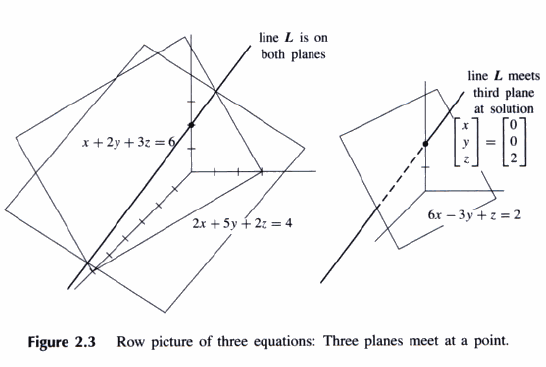 line L is on
both planes
x + 2y + 3z = 6
2x + 5y + 2z = 4
line L meets
third plane
at solution
[x y z] = [0 0 2]
6x − 3y + z = 2
Figure 2.3 Row picture of three equations: Three planes meet at a point.